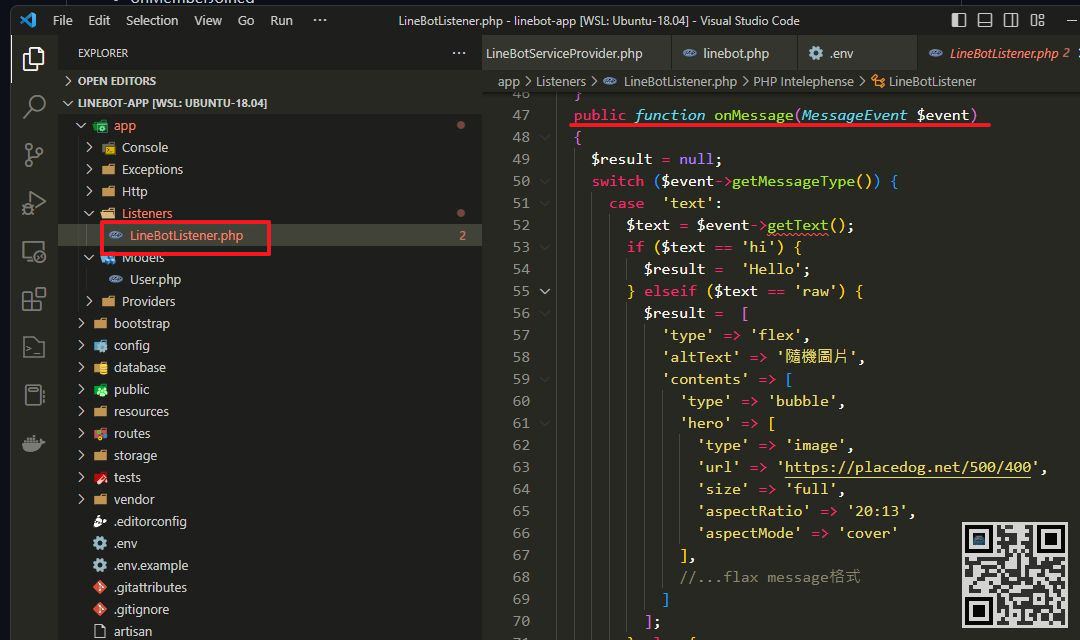 onMemberJoined
File Edit Selection View Go Run ··· LineBotListener.php - linebot-app [WSL: Ubuntu-18.04] - Visual Studio Code
EXPLORER ···
OPEN EDITORS
LINEBOT-APP [WSL: UBUNTU-18.04]
app
Console
Exceptions
Http
Listeners
LineBotListener.php 2
Models
User.php
Providers
bootstrap
config
database
public
resources
routes
storage
tests
vendor
.editorconfig
.env
.env.example
.gitattributes
.gitignore
artisan
LineBotServiceProvider.php linebot.php .env LineBotListener.php 2
app > Listeners > LineBotListener.php > PHP Intelephense > LineBotListener
46 }
47 public function onMessage(MessageEvent $event)
48 {
49 $result = null;
50 switch ($event->getMessageType()) {
51 case 'text':
52 $text = $event->getText();
53 if ($text == 'hi') {
54 $result = 'Hello';
55 } elseif ($text == 'raw') {
56 $result = [
57 'type' => 'flex',
58 'altText' => '隨機圖片',
59 'contents' => [
60 'type' => 'bubble',
61 'hero' => [
62 'type' => 'image',
63 'url' => 'https://placedog.net/500/400',
64 'size' => 'full',
65 'aspectRatio' => '20:13',
66 'aspectMode' => 'cover'
67 ],
68 //...flax message格式
69 ]
70 ];